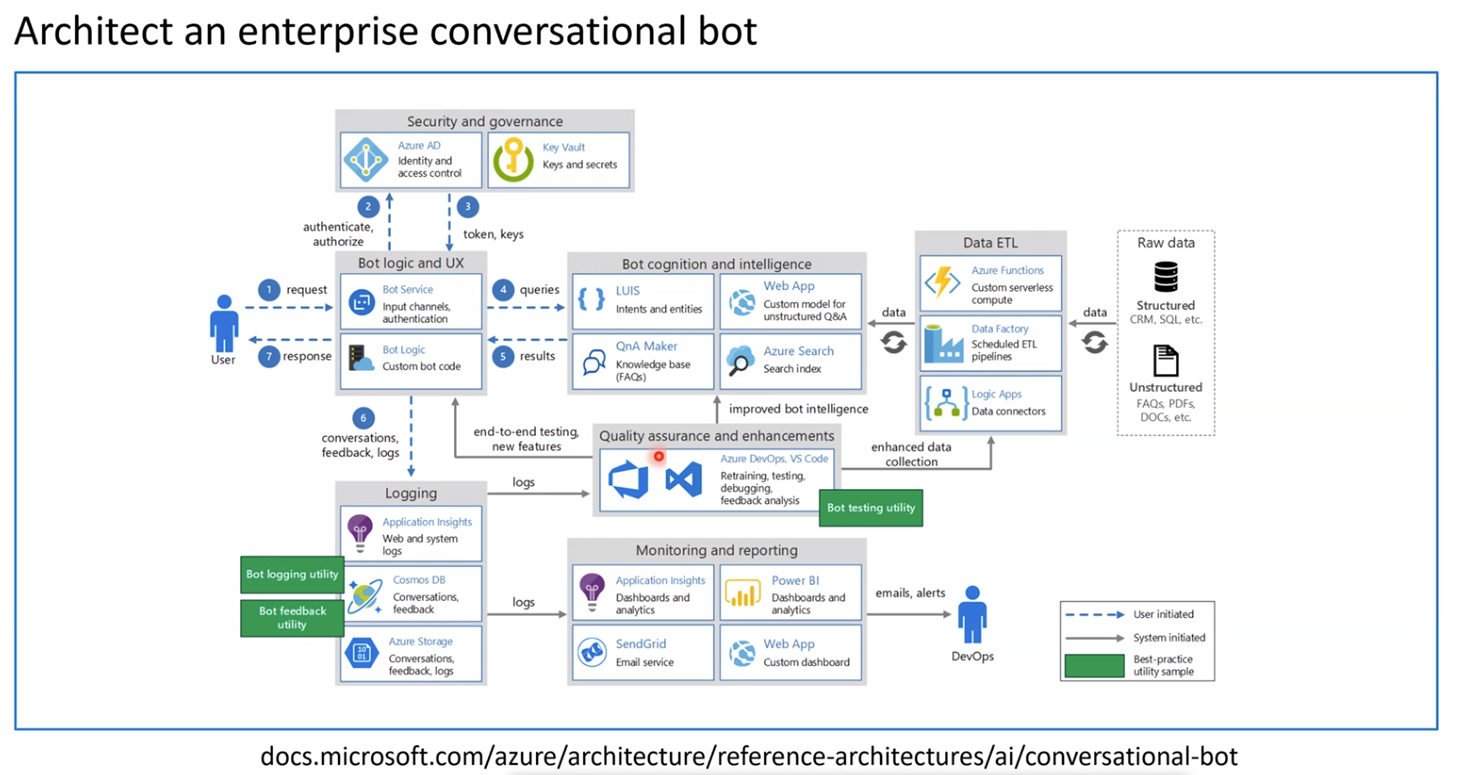 Architect an enterprise conversational bot
Security and governance
Azure AD
Identity and
access control
Key Vault
Keys and secrets
2
3
authenticate,
authorize
token, keys
Bot logic and UX
Bot Service
Input channels,
authentication
Bot Logic
Custom bot code
1
request
7
response
User
4
queries
5
results
Bot cognition and intelligence
LUIS
Intents and entities
Web App
Custom model for
unstructured Q&A
QnA Maker
Knowledge base
(FAQs)
Azure Search
Search index
data
Data ETL
Azure Functions
Custom serverless
compute
Data Factory
Scheduled ETL
pipelines
Logic Apps
Data connectors
data
Raw data
Structured
CRM, SQL, etc.
Unstructured
FAQs, PDFs,
DOCs, etc.
6
conversations,
feedback, logs
end-to-end testing,
new features
improved bot intelligence
Quality assurance and enhancements
Azure DevOps, VS Code
Retraining, testing,
debugging,
feedback analysis
enhanced data
collection
Bot testing utility
Logging
Application Insights
Web and system
logs
Cosmos DB
Conversations,
feedback
Azure Storage
10
01
Conversations,
feedback, logs
Bot logging utility
Bot feedback
utility
logs
logs
Monitoring and reporting
Application Insights
Dashboards and
analytics
Power BI
Dashboards and
analytics
SendGrid
Email service
Web App
Custom dashboard
emails, alerts
DevOps
User initiated
System initiated
Best-practice
utility sample
docs.microsoft.com/azure/architecture/reference-architectures/ai/conversational-bot